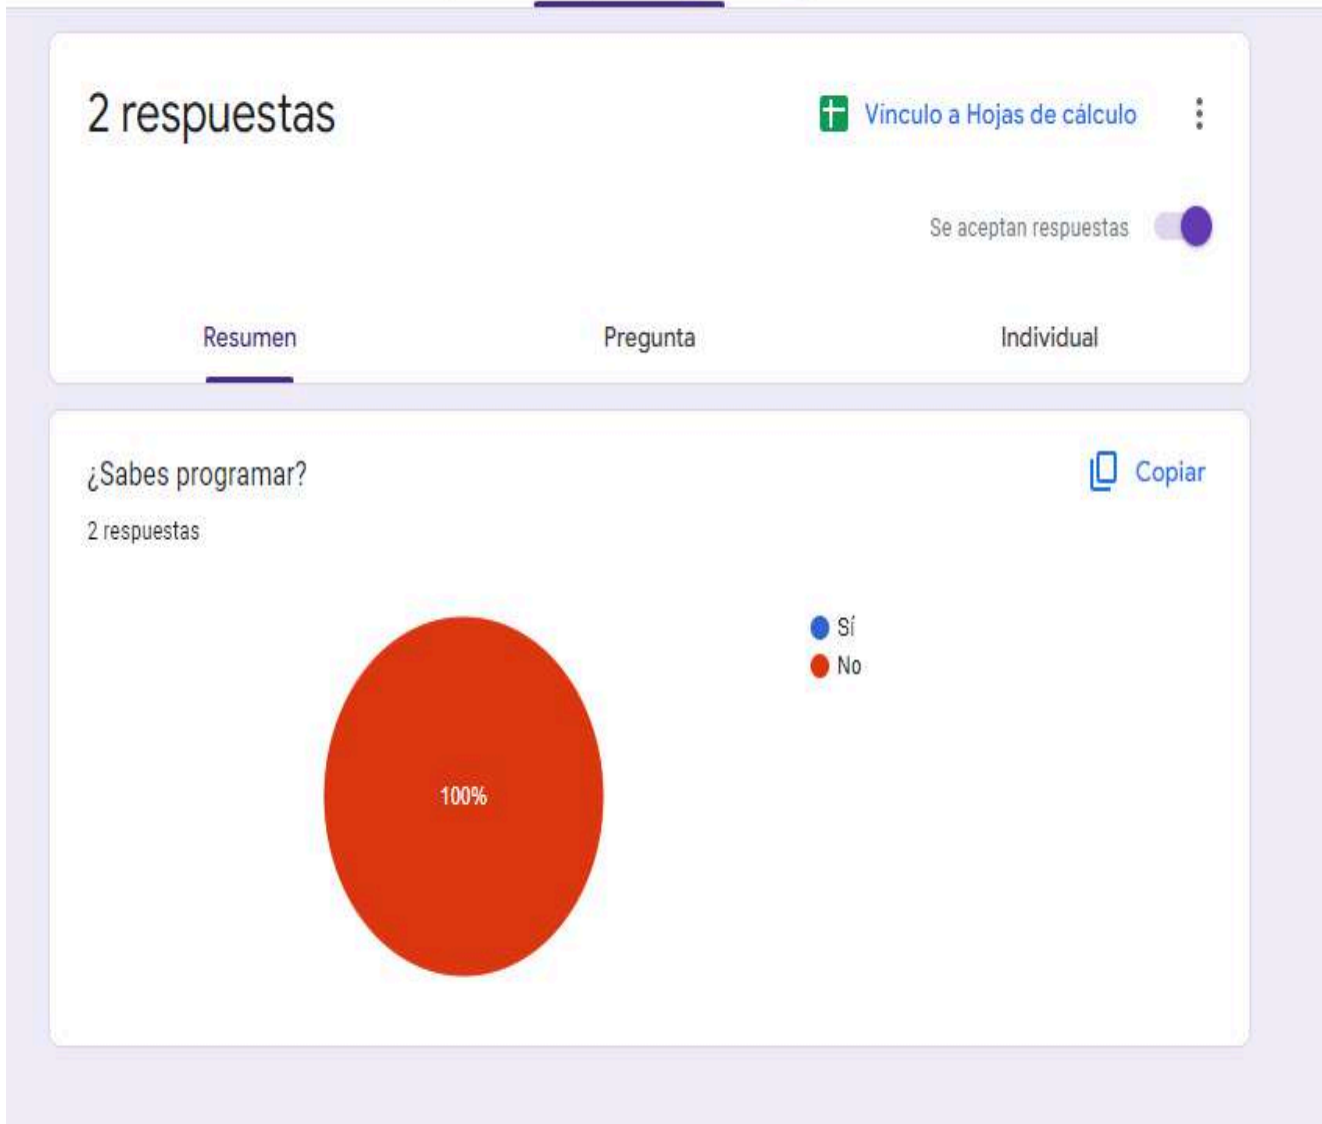 2 respuestas
Vínculo a Hojas de cálculo
Se aceptan respuestas
Resumen
Pregunta
Individual
¿Sabes programar?
Copiar
2 respuestas
Sí
No
100%